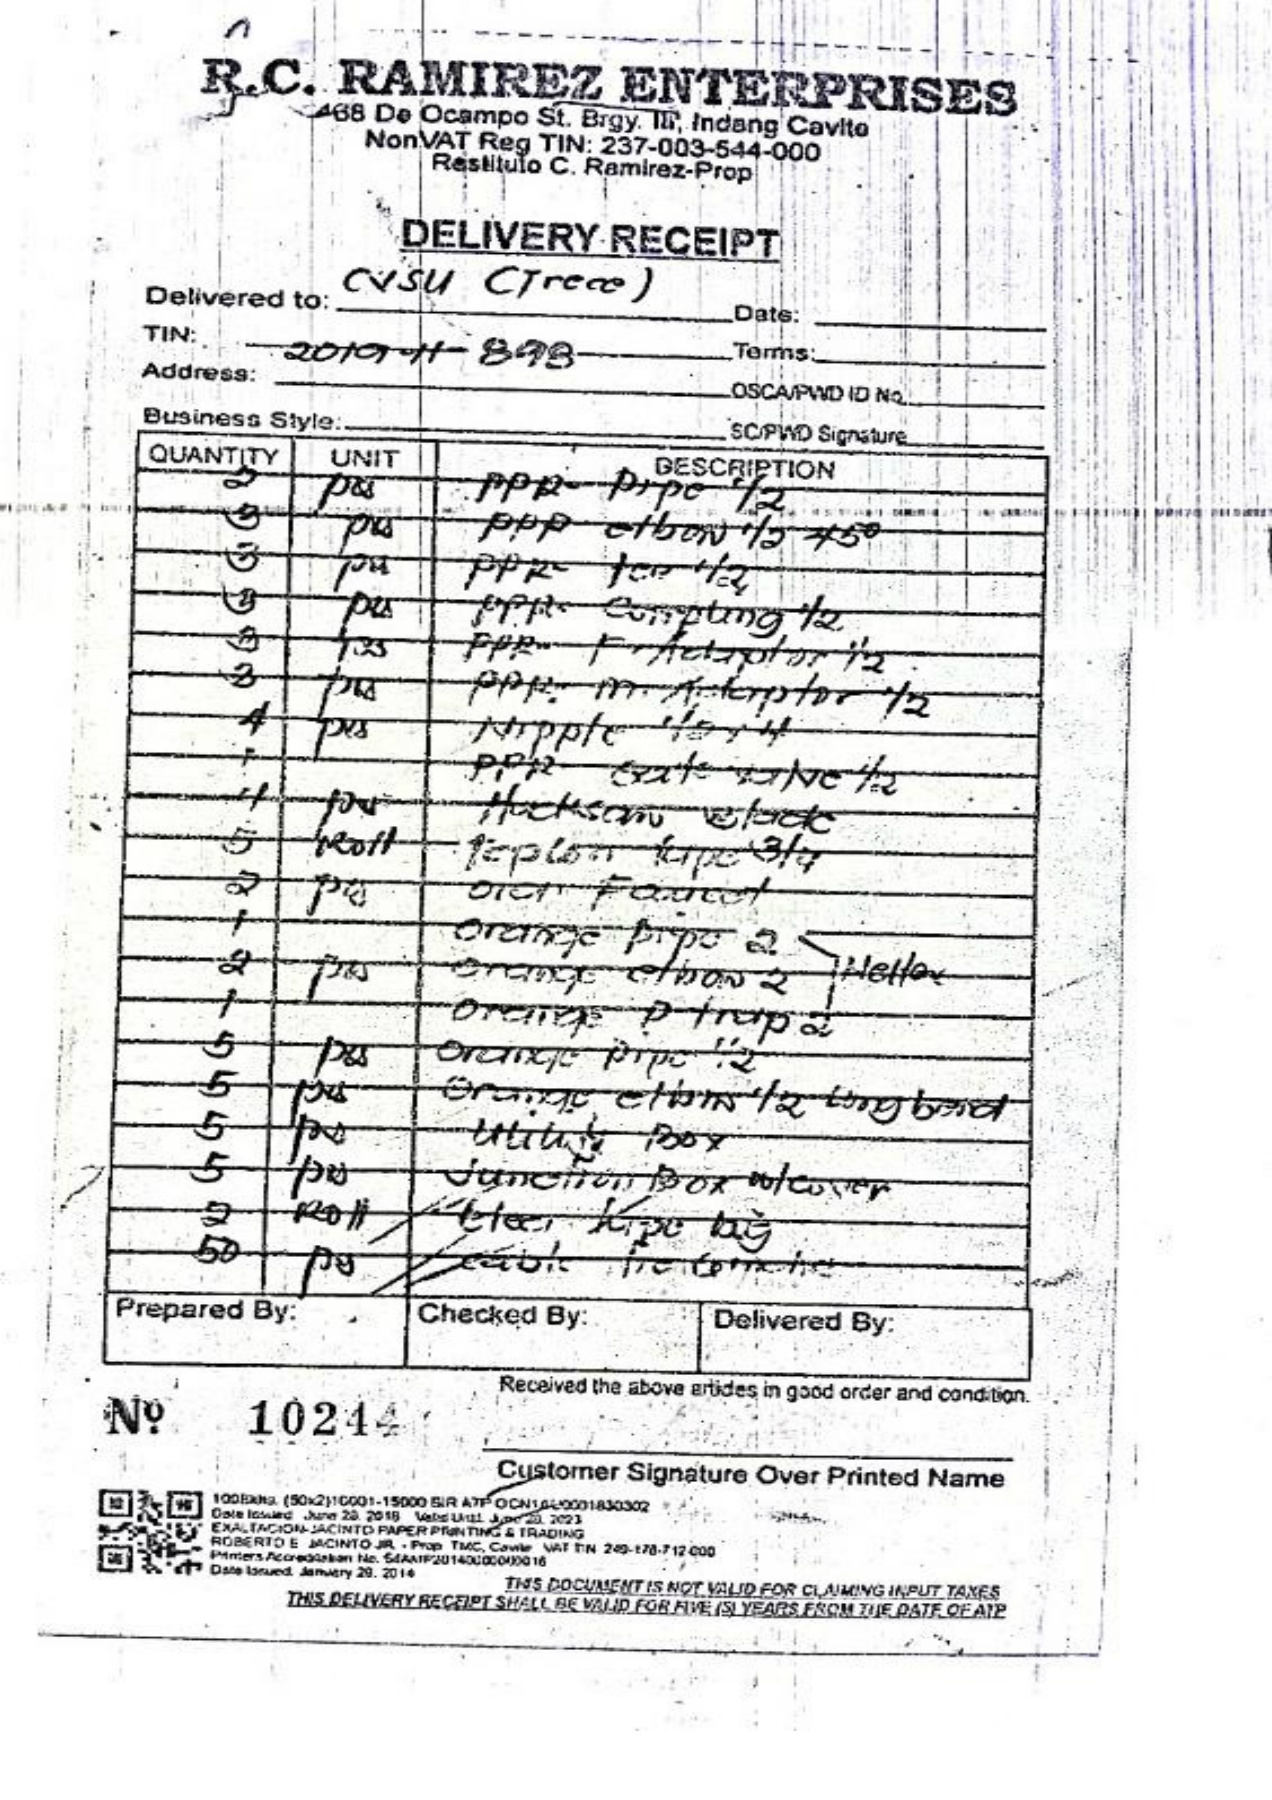 R.C. RAMIREZ ENTERPRISES
468 De Ocampo St. Brgy. III, Indang Cavite
NonVAT Reg TIN: 237-003-544-000
Restituto C. Ramirez-Prop
DELIVERY RECEIPT
Delivered to: CVSU (Trece) Date:
TIN: 2019-11-893 Terms:
Address: OSCA/PWD ID No.
Business Style: SC/PWD Signature
QUANTITY UNIT DESCRIPTION
2 pcs PPR- Pipe 1/2
3 pcs PPR elbow 1/2 45°
3 pcs PPR- tee 1/2
3 pcs PPR- Coupling 1/2
3 pcs PPR- F. Adaptor 1/2
3 pcs PPR- M. Adaptor 1/2
4 pcs Nipple 1/2 x 4
1 PPR- Gate valve 1/2
4 pcs Hacksaw blade
5 Roll teplon tape 3/4
2 pcs Faucet
1 Orange pipe 2
2 pcs Orange elbow 2
1 Orange P-trap 2
5 pcs Orange pipe 1/2
5 pcs Orange elbow 1/2 long bend
5 pcs Utility Box
5 pcs Junction Box w/cover
2 Roll tape big
50 pcs cable tie
Prepared By: Checked By: Delivered By:
Received the above articles in good order and condition.
Nº 10244
Customer Signature Over Printed Name
100Bkts. (50x2)10001-15000 BIR ATP
Date Issued June 28, 2018 Valid Until June 28, 2023
EXALTACION-JACINTO PAPER PRINTING & TRADING
ROBERTO E. JACINTO JR. - Prop TMC, Cavite VAT TIN 249-178-712-000
Printers Accreditation No.
Date Issued. January 29, 2014
THIS DOCUMENT IS NOT VALID FOR CLAIMING INPUT TAXES
THIS DELIVERY RECEIPT SHALL BE VALID FOR FIVE (5) YEARS FROM THE DATE OF ATP